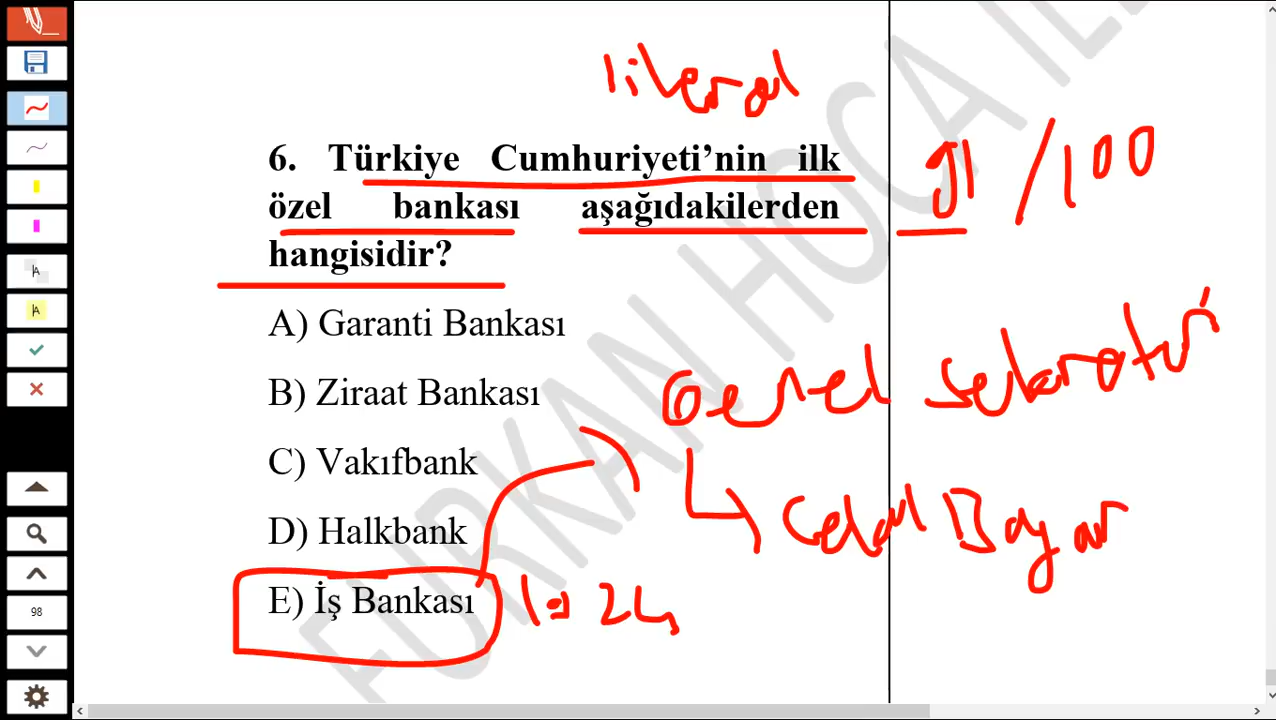 liberal
6. Türkiye Cumhuriyeti’nin ilk
özel bankası aşağıdakilerden
hangisidir?
91 / 100
A) Garanti Bankası
B) Ziraat Bankası
C) Vakıfbank
D) Halkbank
E) İş Bankası
1924
Genel Sekreteri
Celal Bayar
98
FURKAN HOCA İLE